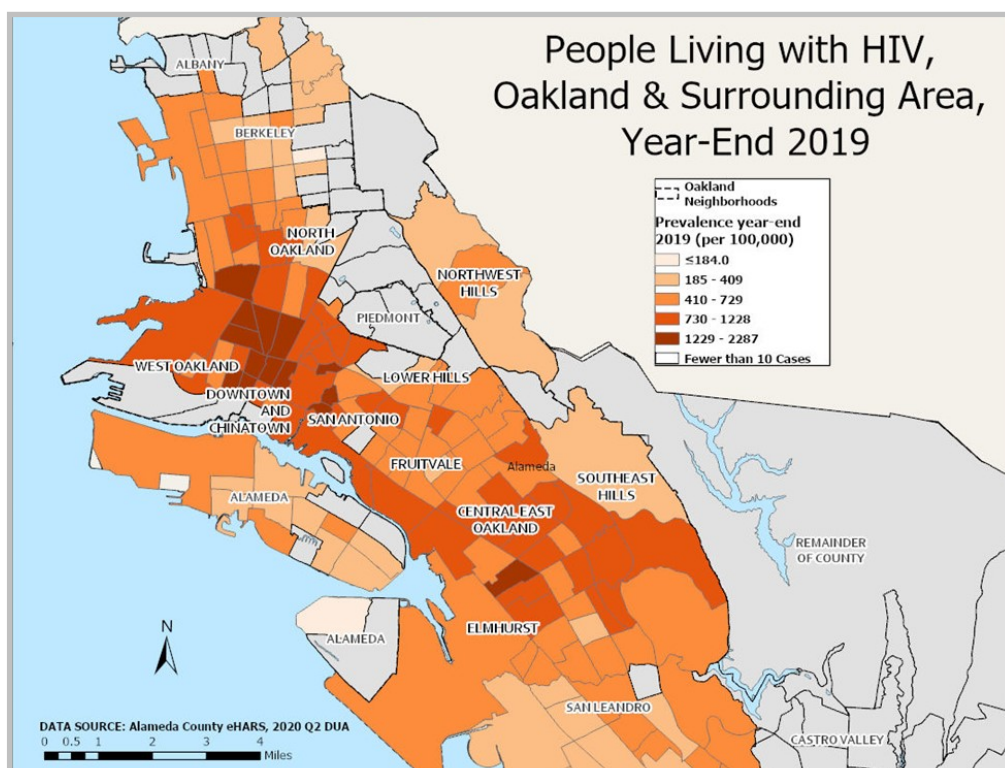 People Living with HIV,
Oakland & Surrounding Area,
Year-End 2019
Oakland
Neighborhoods
Prevalence year-end
2019 (per 100,000)
≤184.0
185 - 409
410 - 729
730 - 1228
1229 - 2287
Fewer than 10 Cases
ALBANY
BERKELEY
NORTH
OAKLAND
NORTHWEST
HILLS
PIEDMONT
WEST OAKLAND
LOWER HILLS
DOWNTOWN
AND
CHINATOWN
SAN ANTONIO
FRUITVALE
Alameda
SOUTHEAST
HILLS
ALAMEDA
CENTRAL EAST
OAKLAND
REMAINDER
OF COUNTY
ELMHURST
ALAMEDA
SAN LEANDRO
CASTRO VALLEY
N
DATA SOURCE: Alameda County eHARS, 2020 Q2 DUA
0 0.5 1 2 3 4
Miles